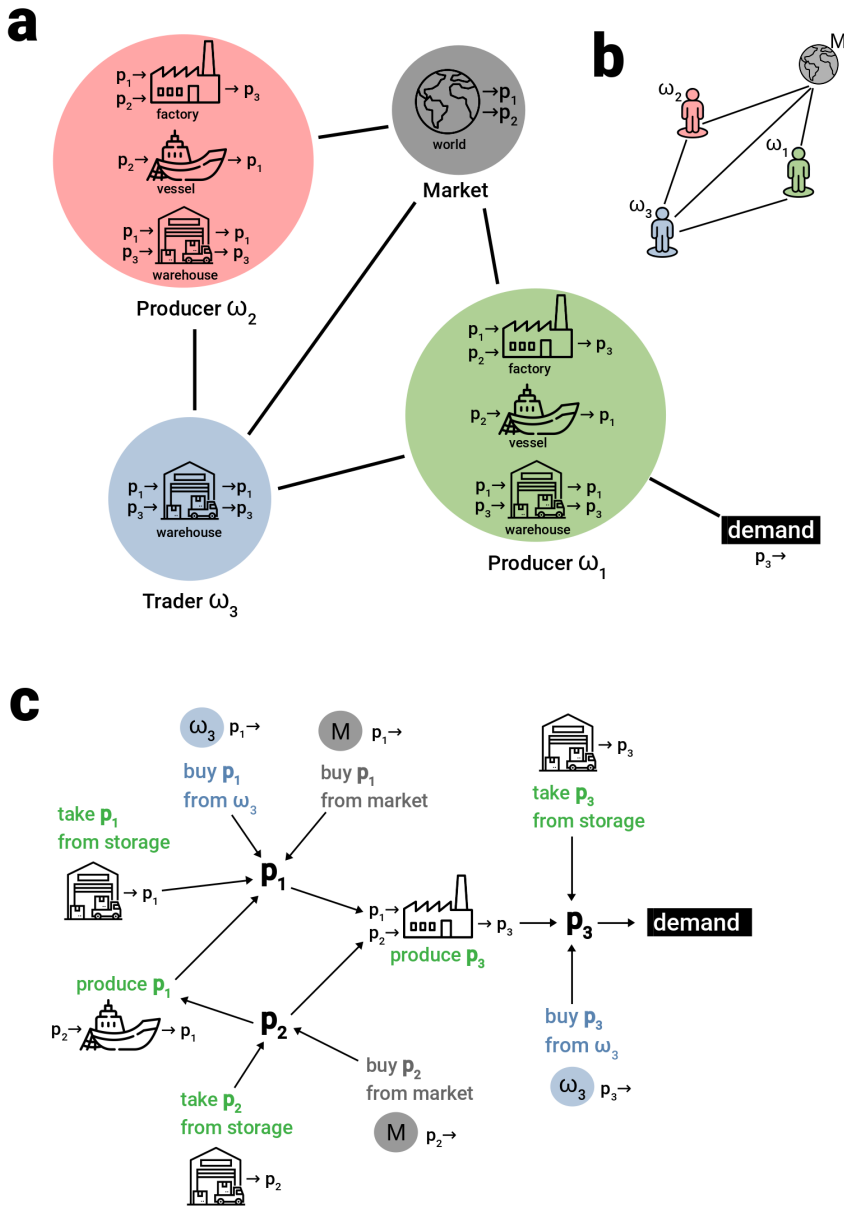 a
p₁→
p₂→
→ p₃
factory
p₂→
→ p₁
vessel
p₁→
→ p₁
p₃→
→ p₃
warehouse
Producer ω₂
→p₁
→p₂
world
Market
p₁→
p₂→
→ p₃
factory
p₂→
→ p₁
vessel
p₁→
→ p₁
p₃→
→ p₃
warehouse
Producer ω₁
p₁→
→p₁
p₃→
→p₃
warehouse
Trader ω₃
demand
p₃→
b
M
ω₂
ω₁
ω₃
c
ω₃ p₁→
buy p₁
from ω₃
M p₁→
buy p₁
from market
→ p₃
take p₃
from storage
take p₁
from storage
→ p₁
p₁
p₁→
p₂→
→ p₃
produce p₃
p₃
demand
produce p₁
p₂→
→ p₁
p₂
take p₂
from storage
→ p₂
buy p₂
from market
M p₂→
buy p₃
from ω₃
ω₃ p₃→